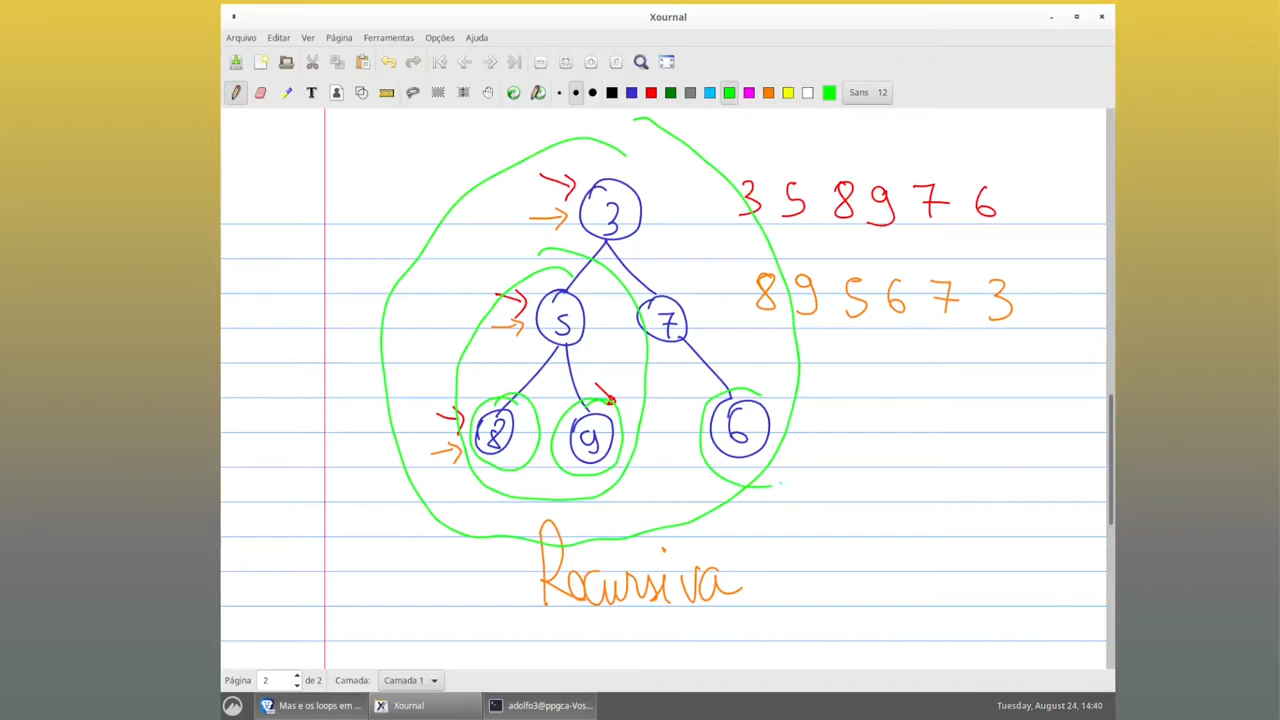 Xournal
Arquivo Editar Ver Página Ferramentas Opções Ajuda
T Sans 12
3
3 5 8 9 7 6
8 9 5 6 7 3
5 7
8 9 6
Recursiva
Página 2 de 2 Camada: Camada 1
Mas e os loops em ... Xournal adolfo3@ppgca-Vos... Tuesday, August 24, 14:40